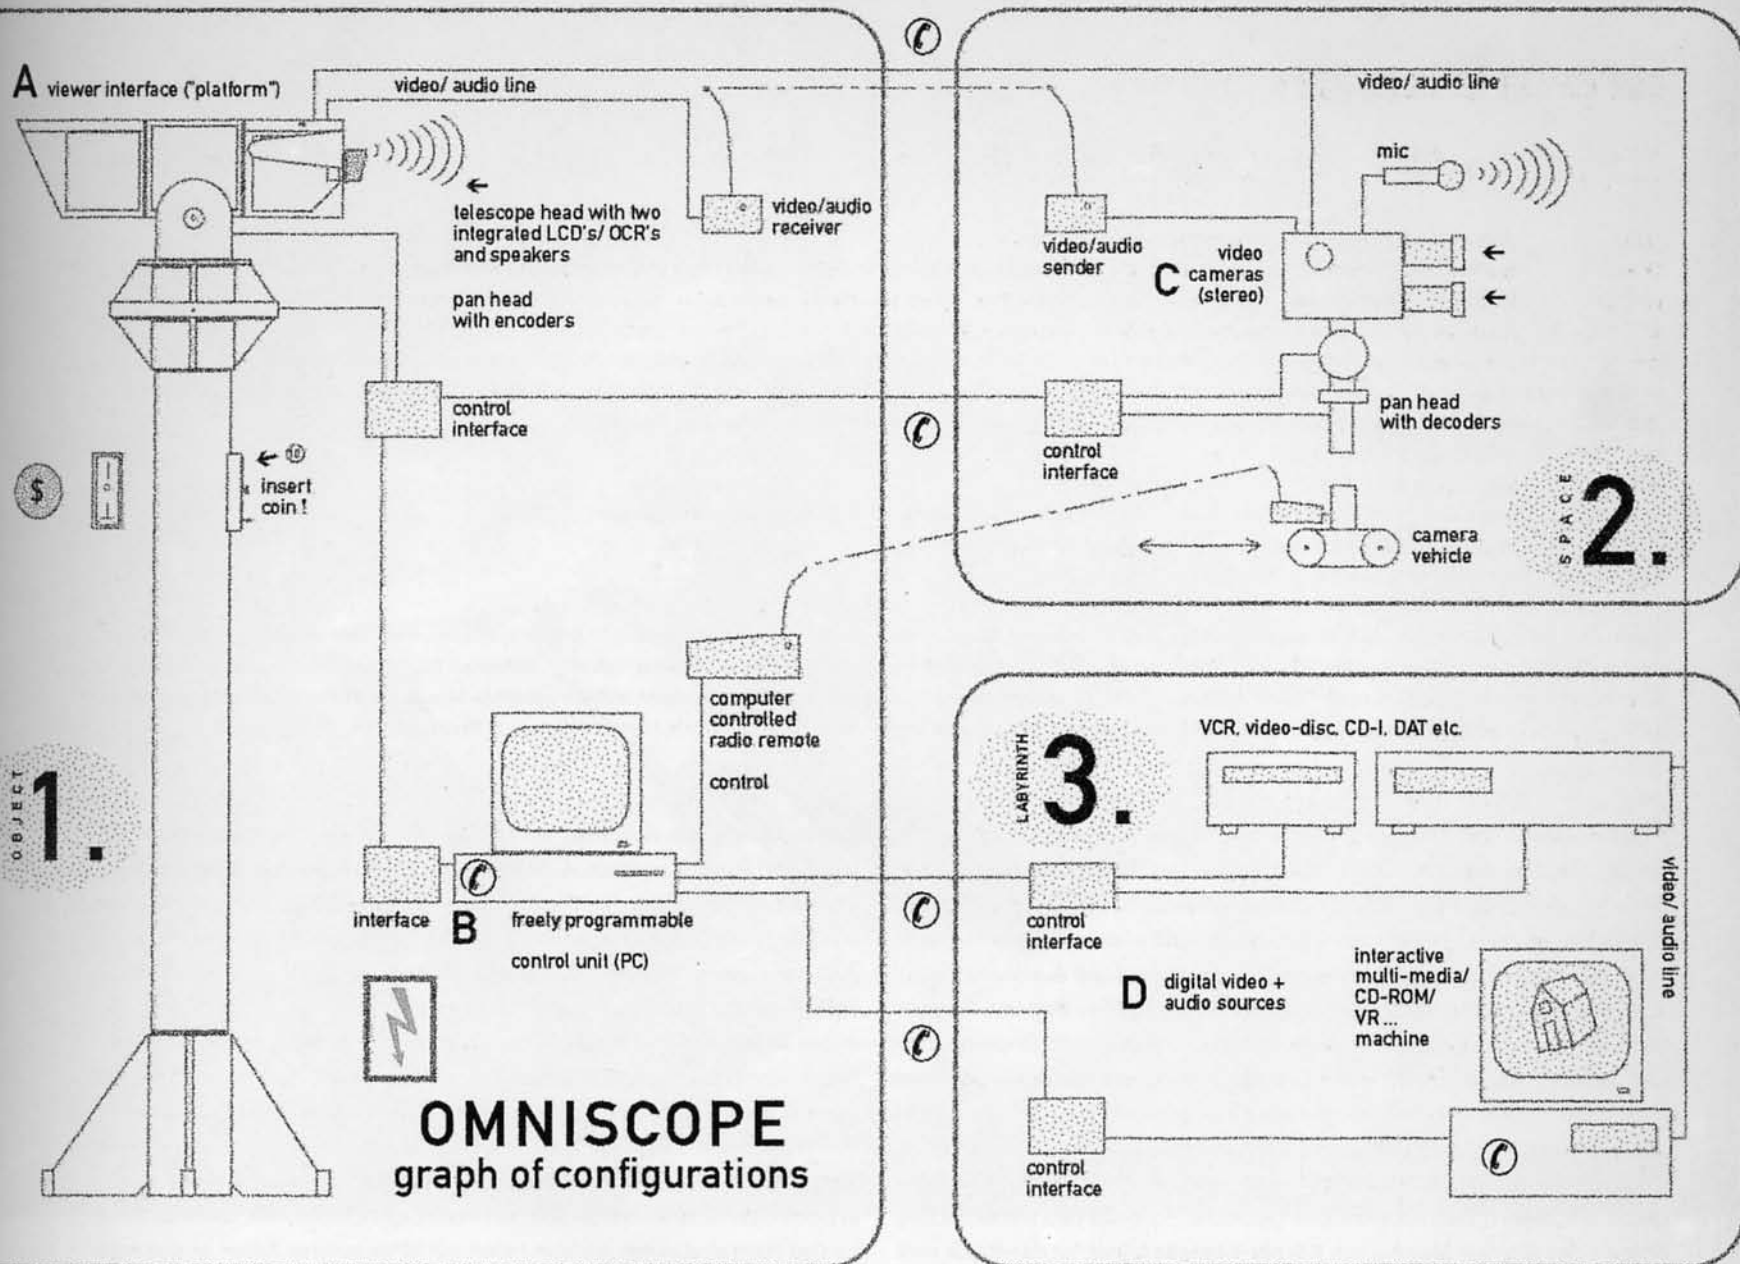 A viewer interface ("platform")
video/ audio line
telescope head with two
integrated LCD's/ OCR's
and speakers
video/audio
receiver
pan head
with encoders
control
interface
$
10
insert
coin!
OBJECT
1.
computer
controlled
radio remote
control
interface
B
freely programmable
control unit (PC)
OMNISCOPE
graph of configurations
video/ audio line
mic
video/audio
sender
C
video
cameras
(stereo)
control
interface
pan head
with decoders
camera
vehicle
SPACE
2.
LABYRINTH
3.
VCR, video-disc, CD-I, DAT etc.
control
interface
video/ audio line
D
digital video +
audio sources
interactive
multi-media/
CD-ROM/
VR...
machine
control
interface